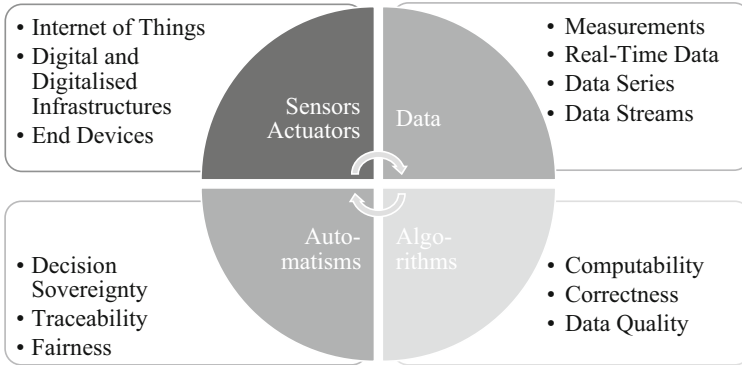 • Internet of Things
• Digital and
Digitalised
Infrastructures
• End Devices
Sensors
Actuators
Data
• Measurements
• Real-Time Data
• Data Series
• Data Streams
• Decision
Sovereignty
• Traceability
• Fairness
Auto-
matisms
Algo-
rithms
• Computability
• Correctness
• Data Quality